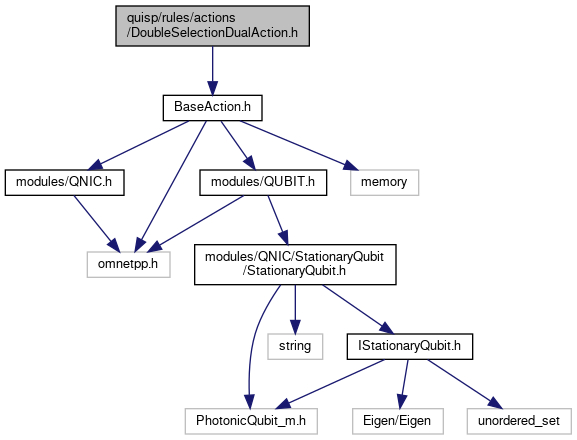 quisp/rules/actions
/DoubleSelectionDualAction.h
BaseAction.h
modules/QNIC.h
modules/QUBIT.h
memory
omnetpp.h
modules/QNIC/StationaryQubit
/StationaryQubit.h
string
IStationaryQubit.h
PhotonicQubit_m.h
Eigen/Eigen
unordered_set